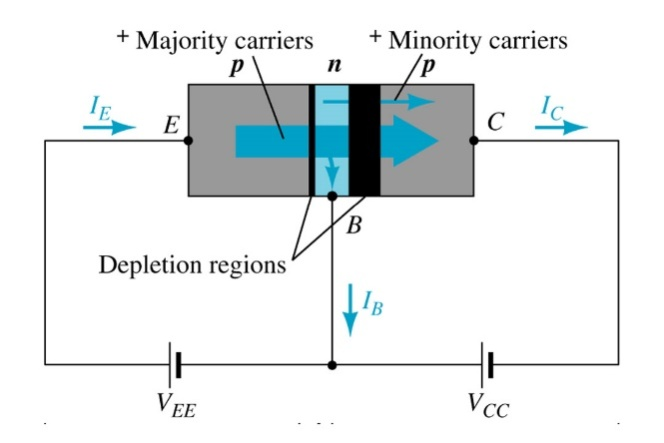 + Majority carriers
+ Minority carriers
p
n
p
I_E
E
C
I_C
B
Depletion regions
I_B
V_EE
V_CC